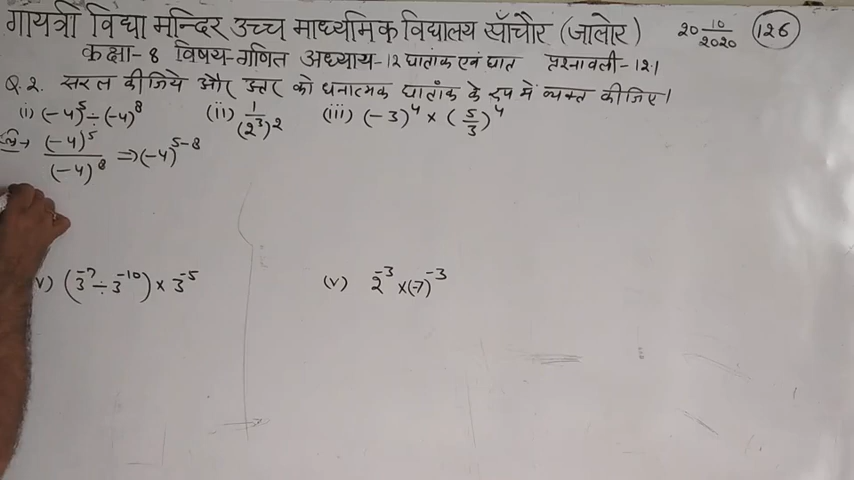 गायत्री विद्या मन्दिर उच्च माध्यमिक विद्यालय साँचौर (जालोर) 20 10/2020 126
कक्षा-8 विषय-गणित अध्याय-12 घातांक एवं घात प्रश्नावली-12.1
Q.2. सरल कीजिये और उत्तर को धनात्मक घातांक के रूप में व्यक्त कीजिए।
(i) (-4)^5 ÷ (-4)^8 (ii) 1/(2^3)^2 (iii) (-3)^4 × (5/3)^4
(-4)^5/(-4)^8 ⇒ (-4)^5-8
v) (3^-7 ÷ 3^-10) × 3^-5 (v) 2^-3 × (-7)^-3